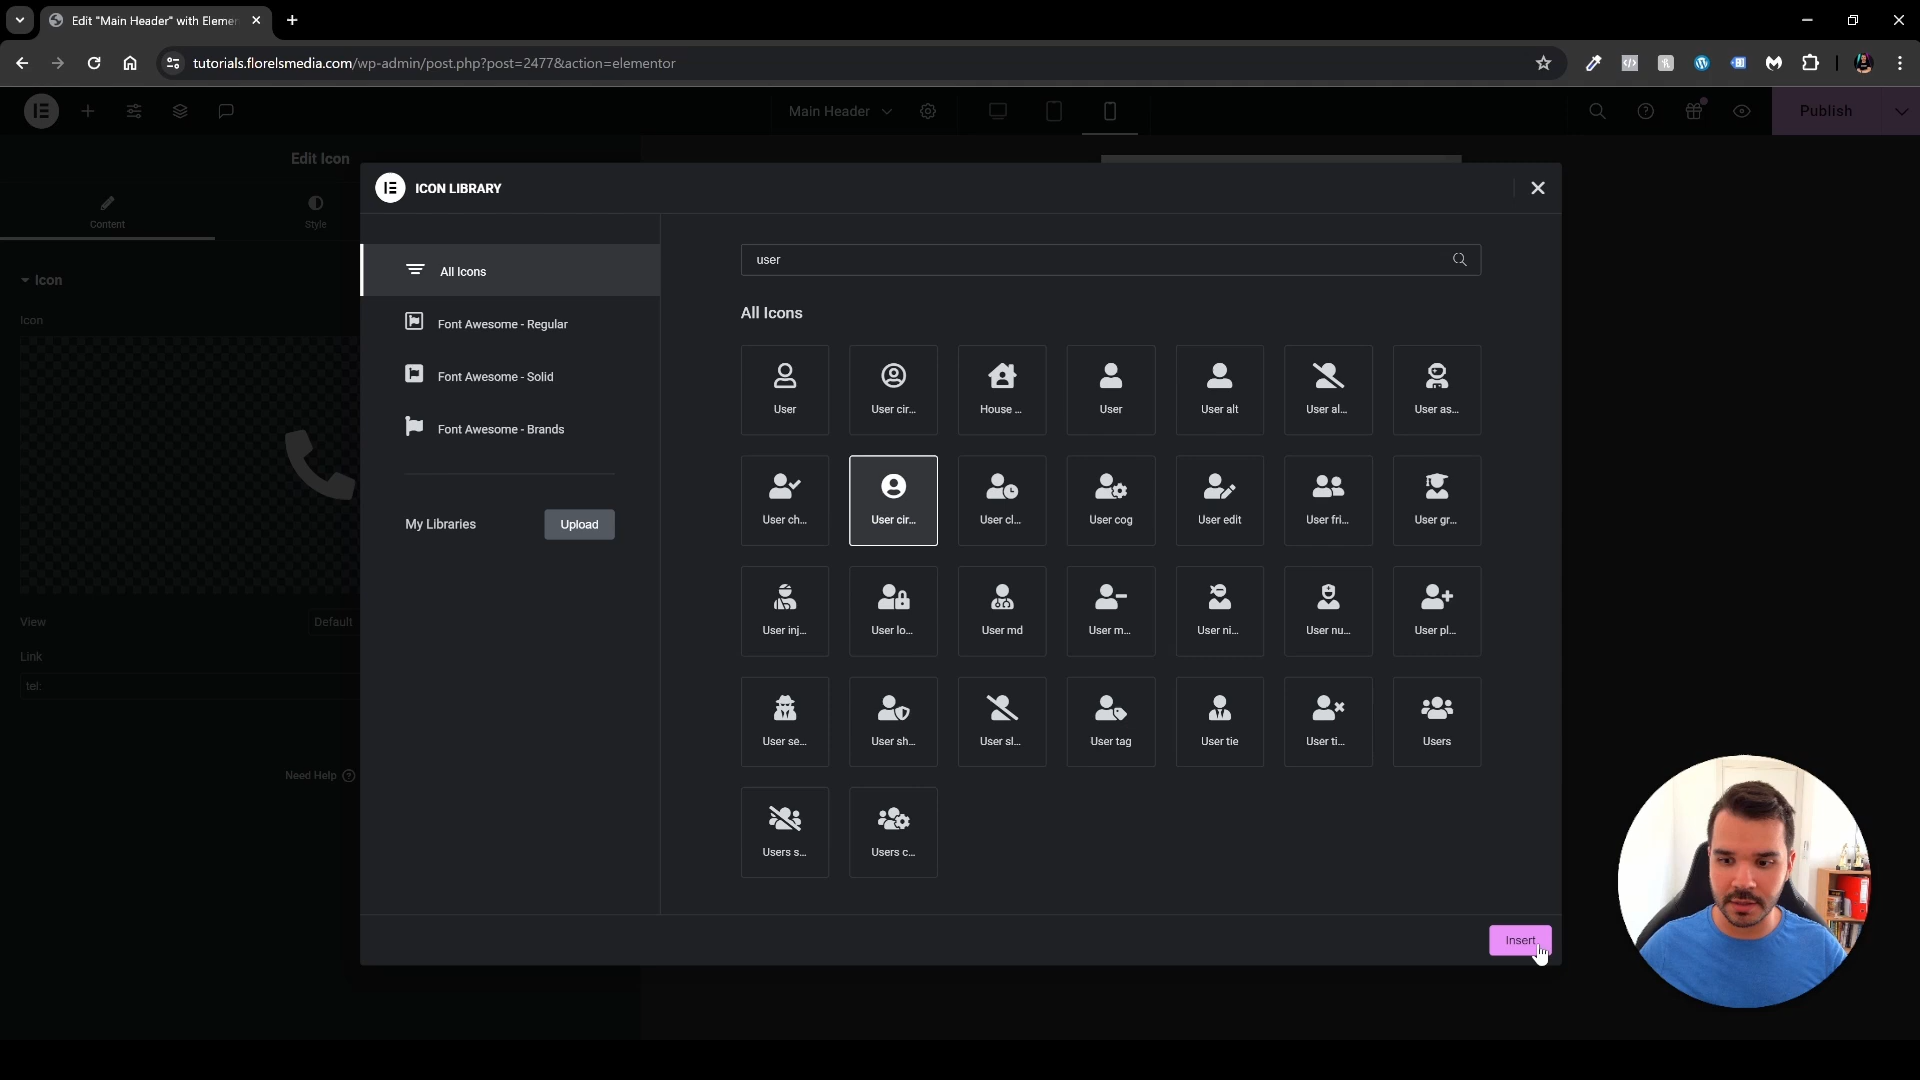 Edit "Main Header" with Eleme
tutorials.florelsmedia.com/wp-admin/post.php?post=2477&action=elementor
Main Header
Publish
Edit Icon
Content
Style
Icon
Icon
View
Default
Link
tel:
Need Help
ICON LIBRARY
All Icons
Font Awesome - Regular
Font Awesome - Solid
Font Awesome - Brands
My Libraries
Upload
user
All Icons
User
User cir...
House ...
User
User alt
User al...
User as...
User ch...
User cir...
User cl...
User cog
User edit
User fri...
User gr...
User inj...
User lo...
User md
User m...
User ni...
User nu...
User pl...
User se...
User sh...
User sl...
User tag
User tie
User ti...
Users
Users s...
Users c...
Insert